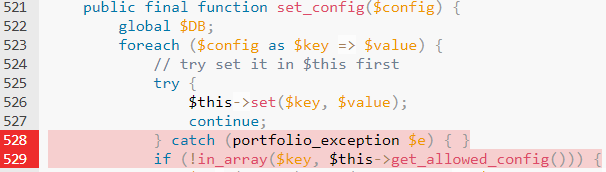 521 public final function set_config($config) {
522 global $DB;
523 foreach ($config as $key => $value) {
524 // try set it in $this first
525 try {
526 $this->set($key, $value);
527 continue;
528 } catch (portfolio_exception $e) { }
529 if (!in_array($key, $this->get_allowed_config())) {